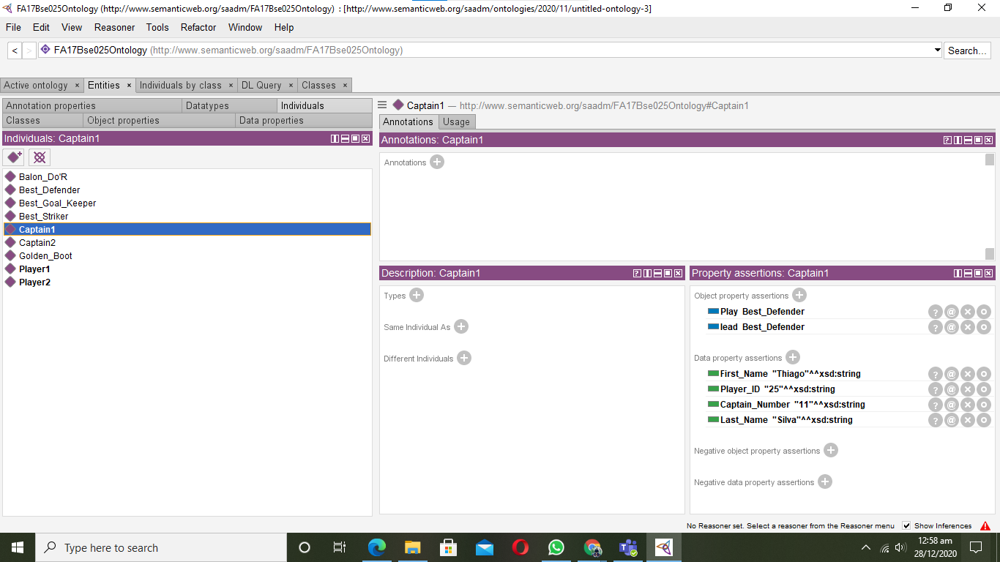 FA17Bse025Ontology (http://www.semanticweb.org/saadm/FA17Bse025Ontology) : [http://www.semanticweb.org/saadm/ontologies/2020/11/untitled-ontology-3]
File Edit View Reasoner Tools Refactor Window Help
< > FA17Bse025Ontology (http://www.semanticweb.org/saadm/FA17Bse025Ontology) Search...
Active ontology × Entities × Individuals by class × DL Query × Classes ×
Annotation properties Datatypes Individuals
Classes Object properties Data properties
Individuals: Captain1
Balon_Do'R
Best_Defender
Best_Goal_Keeper
Best_Striker
Captain1
Captain2
Golden_Boot
Player1
Player2
Captain1 — http://www.semanticweb.org/saadm/FA17Bse025Ontology#Captain1
Annotations Usage
Annotations: Captain1
Annotations
Description: Captain1
Types
Same Individual As
Different Individuals
Property assertions: Captain1
Object property assertions
Play Best_Defender
lead Best_Defender
Data property assertions
First_Name "Thiago"^^xsd:string
Player_ID "25"^^xsd:string
Captain_Number "11"^^xsd:string
Last_Name "Silva"^^xsd:string
Negative object property assertions
Negative data property assertions
No Reasoner set. Select a reasoner from the Reasoner menu Show Inferences
Type here to search
12:58 am
28/12/2020